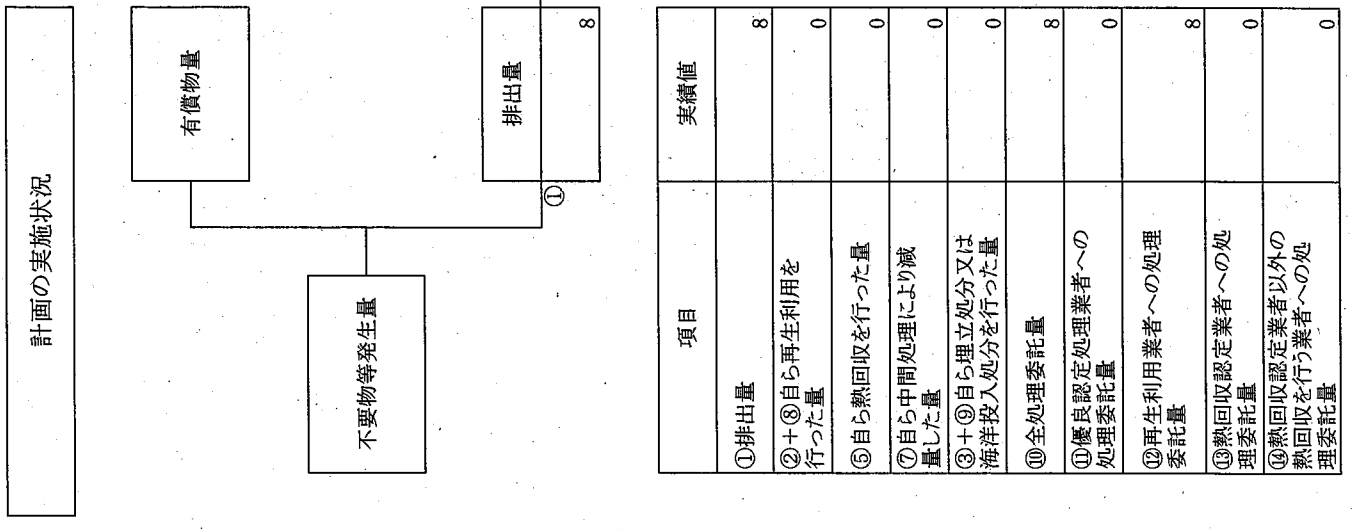 計画の実施状況
不要物等発生量
有償物量
①
排出量
8
項目
実績値
①排出量
8
②+⑧自ら再生利用を
行った量
0
⑤自ら熱回収を行った量
0
⑦自ら中間処理により減
量した量
0
③+⑨自ら埋立処分又は
海洋投入処分を行った量
0
⑩全処理委託量
8
⑪優良認定処理業者への
処理委託量
0
⑫再生利用業者への処理
委託量
8
⑬熱回収認定業者への処
理委託量
0
⑭熱回収認定業者以外の
熱回収を行う業者への処
理委託量
0